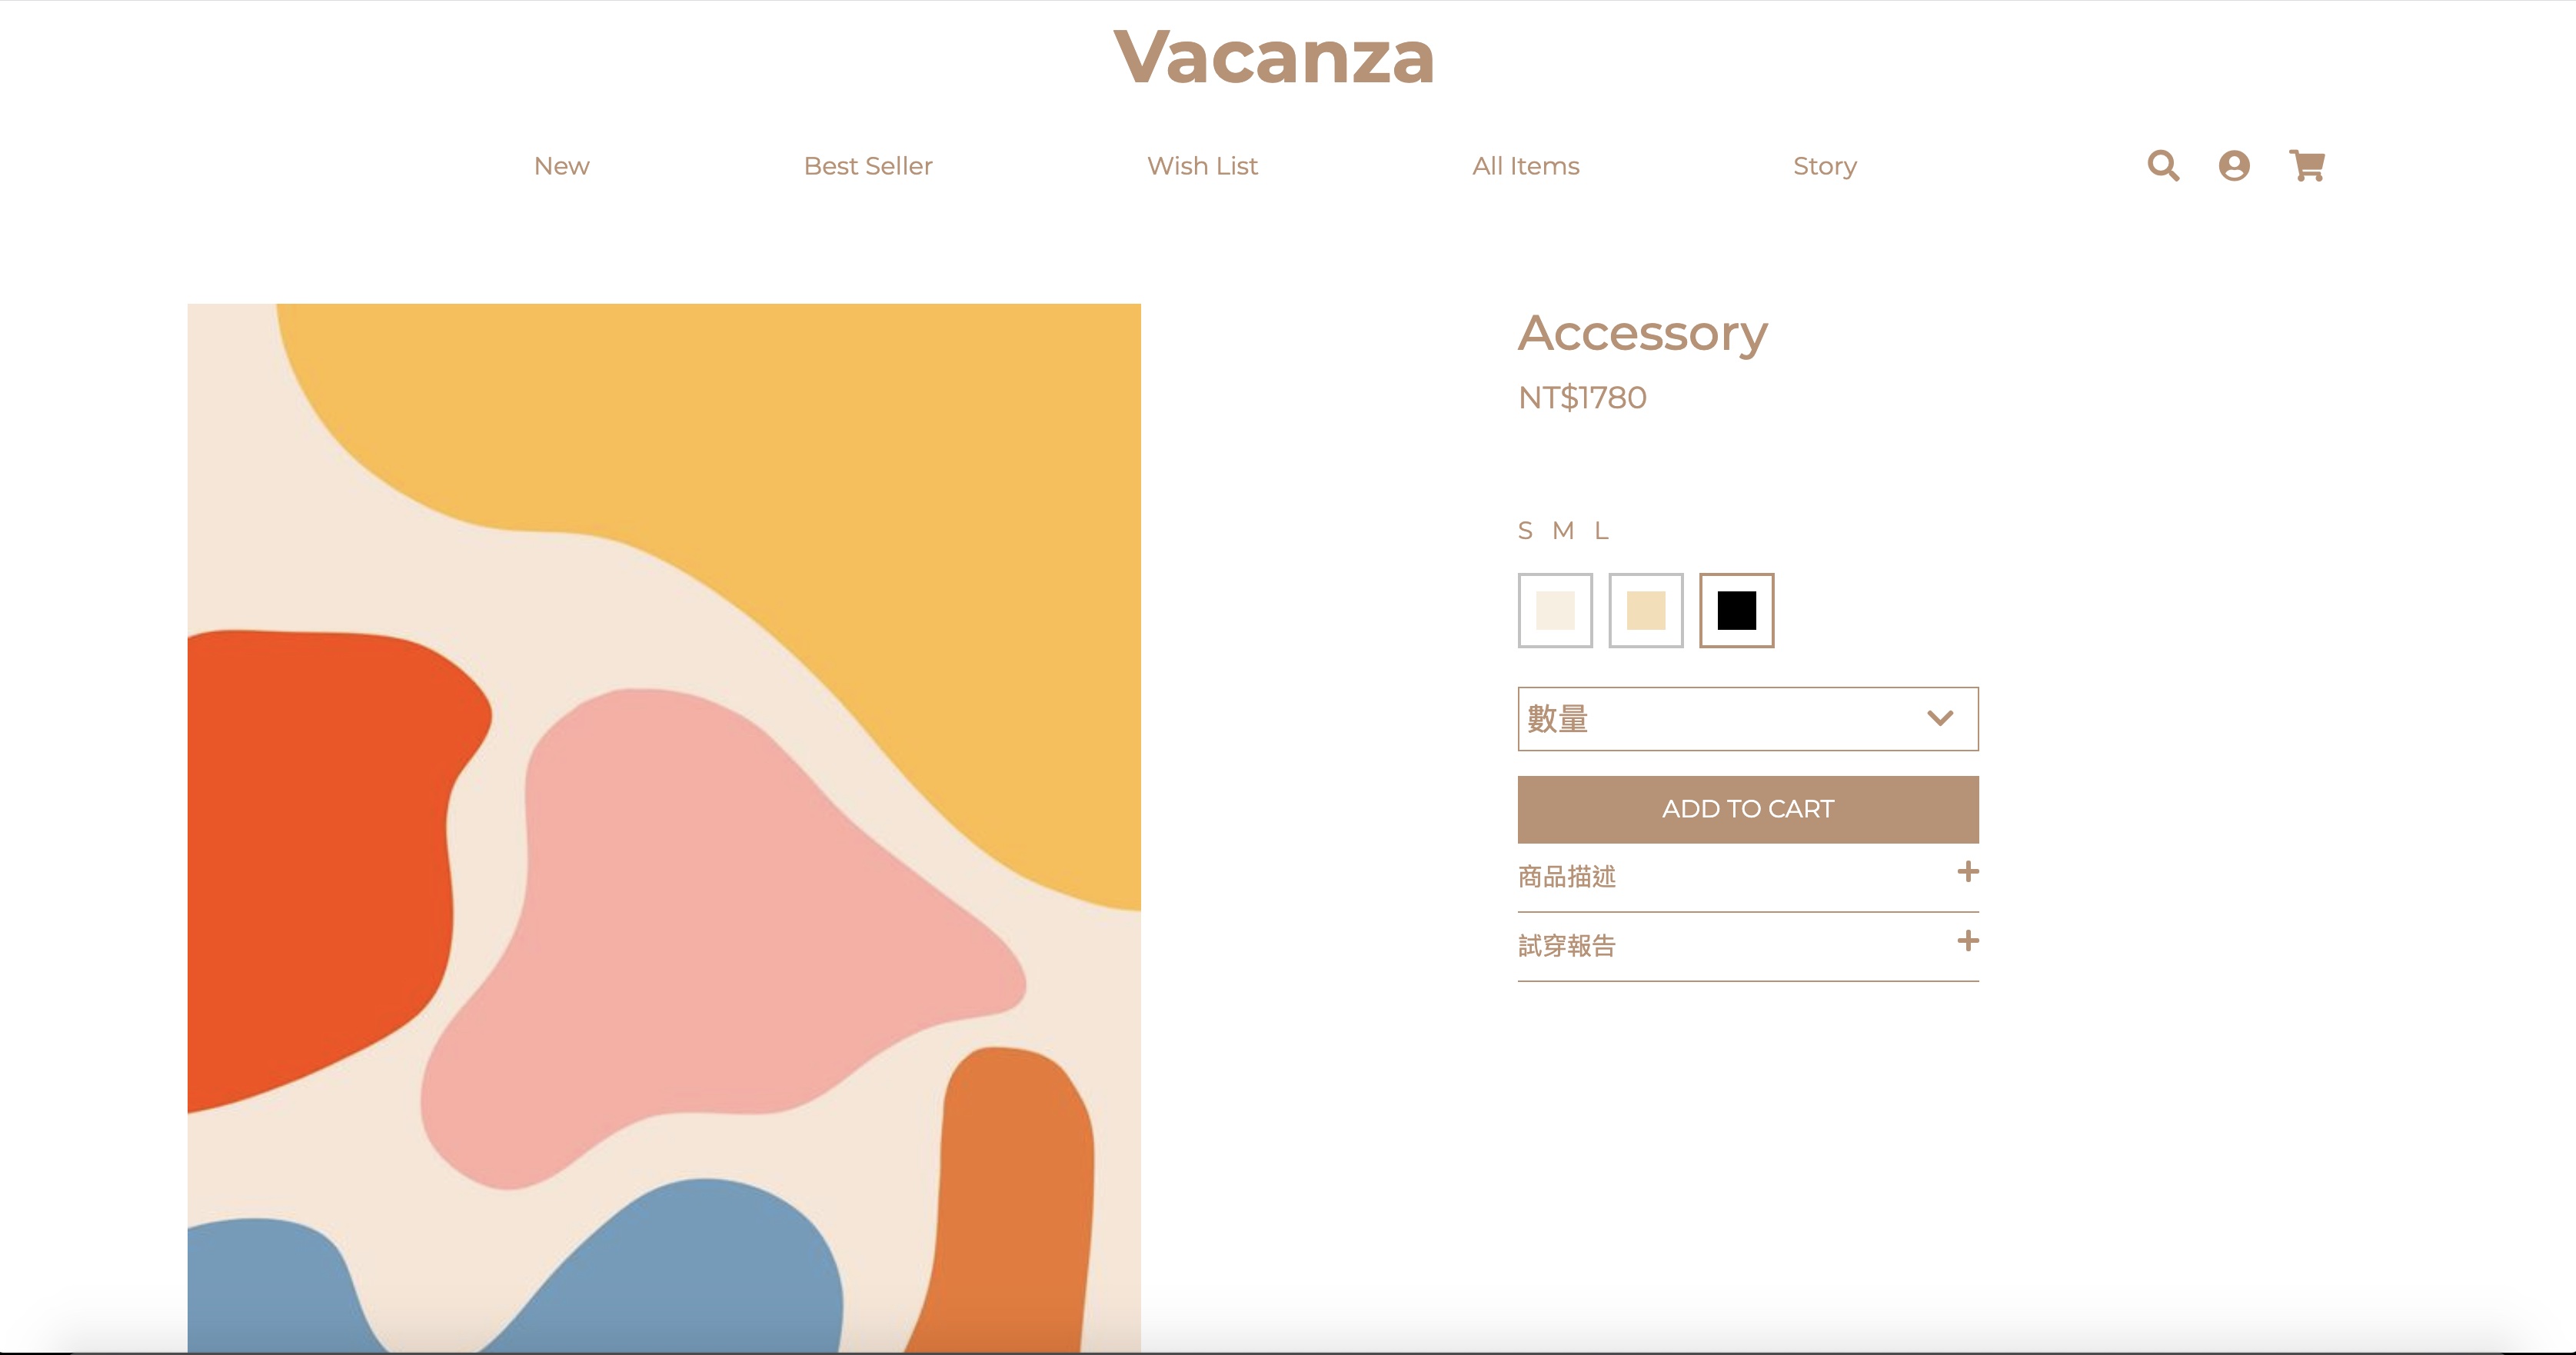 Vacanza
New Best Seller Wish List All Items Story
Accessory
NT$1780
S M L
數量
ADD TO CART
商品描述
試穿報告